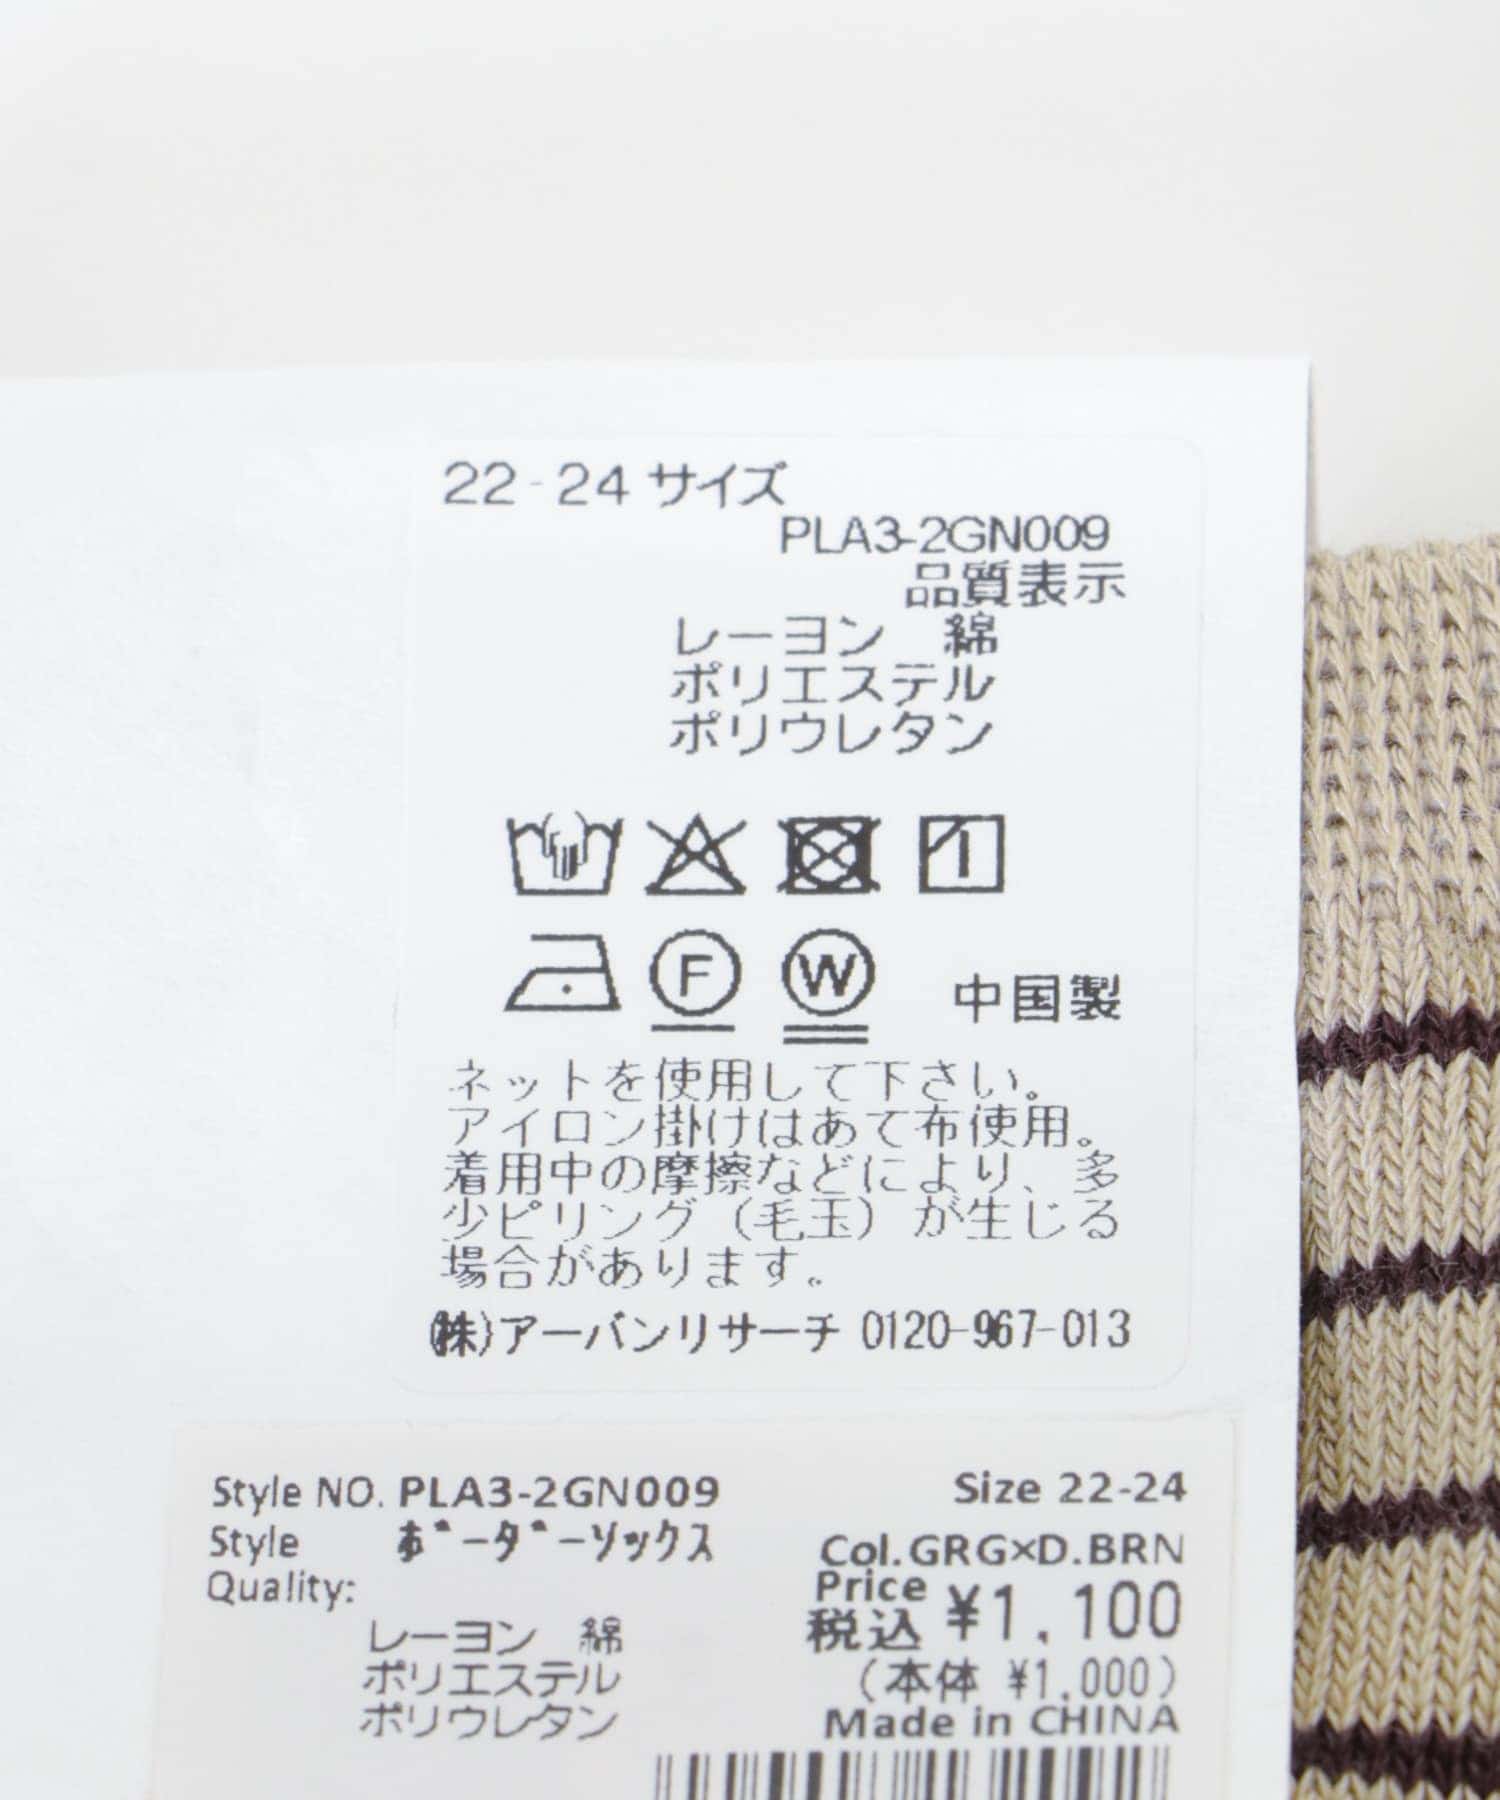 22-24 サイズ
PLA3-2GN009
品質表示
レーヨン 綿
ポリエステル
ポリウレタン
F W 中国製
ネットを使用して下さい。
アイロン掛けはあて布使用。
着用中の摩擦などにより、多
少ピリング（毛玉）が生じる
場合があります。
(株)アーバンリサーチ 0120-967-013
Style NO. PLA3-2GN009 Size 22-24
Style ﾎﾞｰﾀﾞｰｿｯｸｽ Col.GRG×D.BRN
Quality: Price
税込 ¥1,100
レーヨン 綿
ポリエステル (本体 ¥1,000)
ポリウレタン Made in CHINA